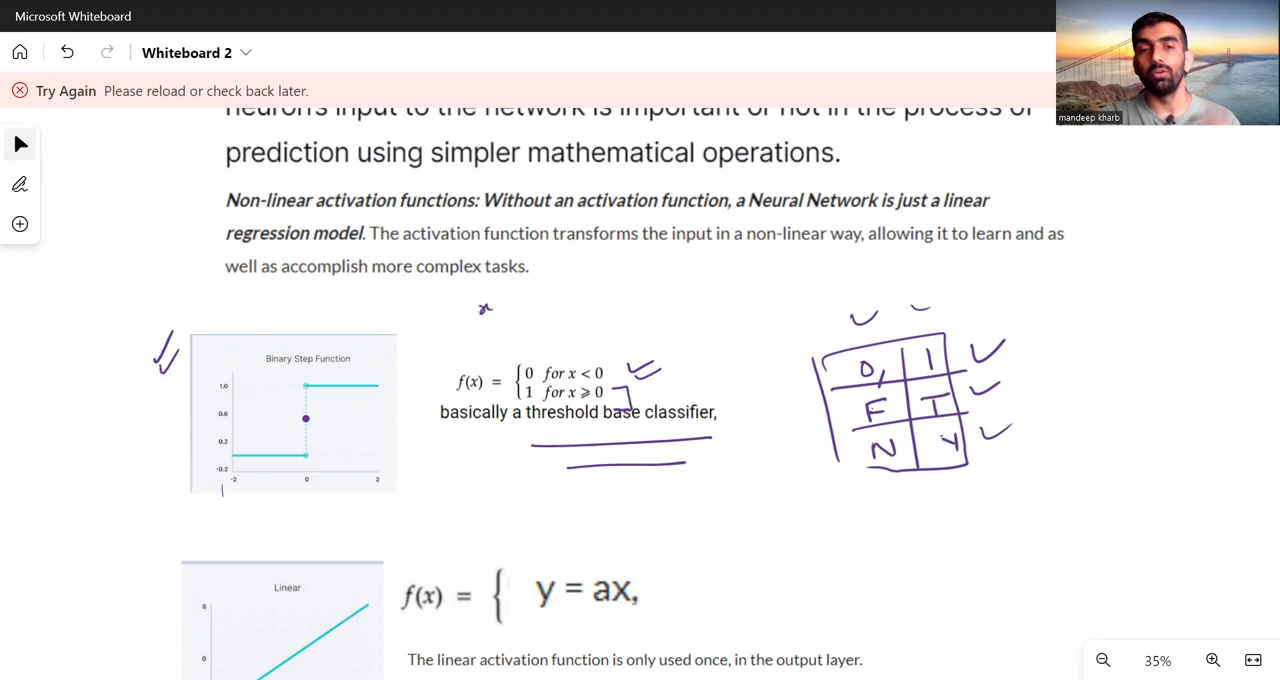 Microsoft Whiteboard
Whiteboard 2
Try Again Please reload or check back later.
mandeep kharb
neuron's input to the network is important or not in the process of
prediction using simpler mathematical operations.
Non-linear activation functions: Without an activation function, a Neural Network is just a linear
regression model. The activation function transforms the input in a non-linear way, allowing it to learn and as
well as accomplish more complex tasks.
x
Binary Step Function
1.0
0.6
0.2
-0.2
-2 0 2
f(x) = { 0 for x < 0
1 for x ⩾ 0
basically a threshold base classifier,
0, 1
F T
N Y
Linear
8
0
f(x) = { y = ax,
The linear activation function is only used once, in the output layer.
35%